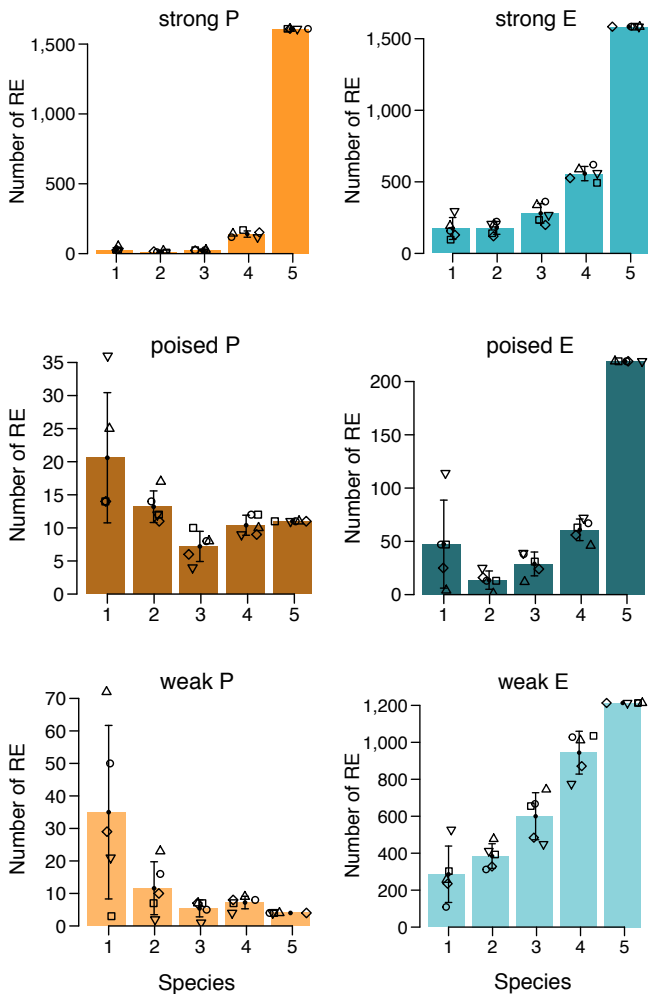 strong P
Number of RE
1,500
1,000
500
0
1 2 3 4 5
strong E
Number of RE
1,500
1,000
500
0
1 2 3 4 5
poised P
Number of RE
35
30
25
20
15
10
5
0
1 2 3 4 5
poised E
Number of RE
200
150
100
50
0
1 2 3 4 5
weak P
Number of RE
70
60
50
40
30
20
10
0
1 2 3 4 5
Species
weak E
Number of RE
1,200
1,000
800
600
400
200
0
1 2 3 4 5
Species